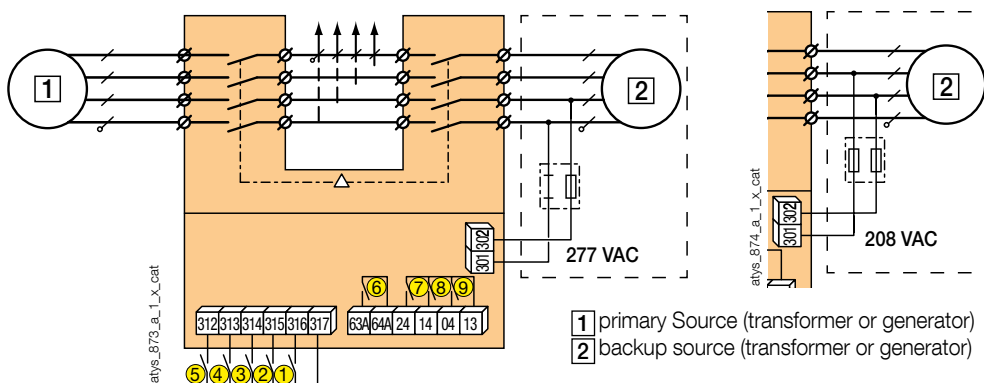 1
2
2
302
301
277 VAC
302
301
208 VAC
atys_873_a_1_x_cat
atys_874_a_1_x_cat
6 7 8 9
312 313 314 315 316 317 63A 64A 24 14 04 13
5 4 3 2 1
1 primary Source (transformer or generator)
2 backup source (transformer or generator)